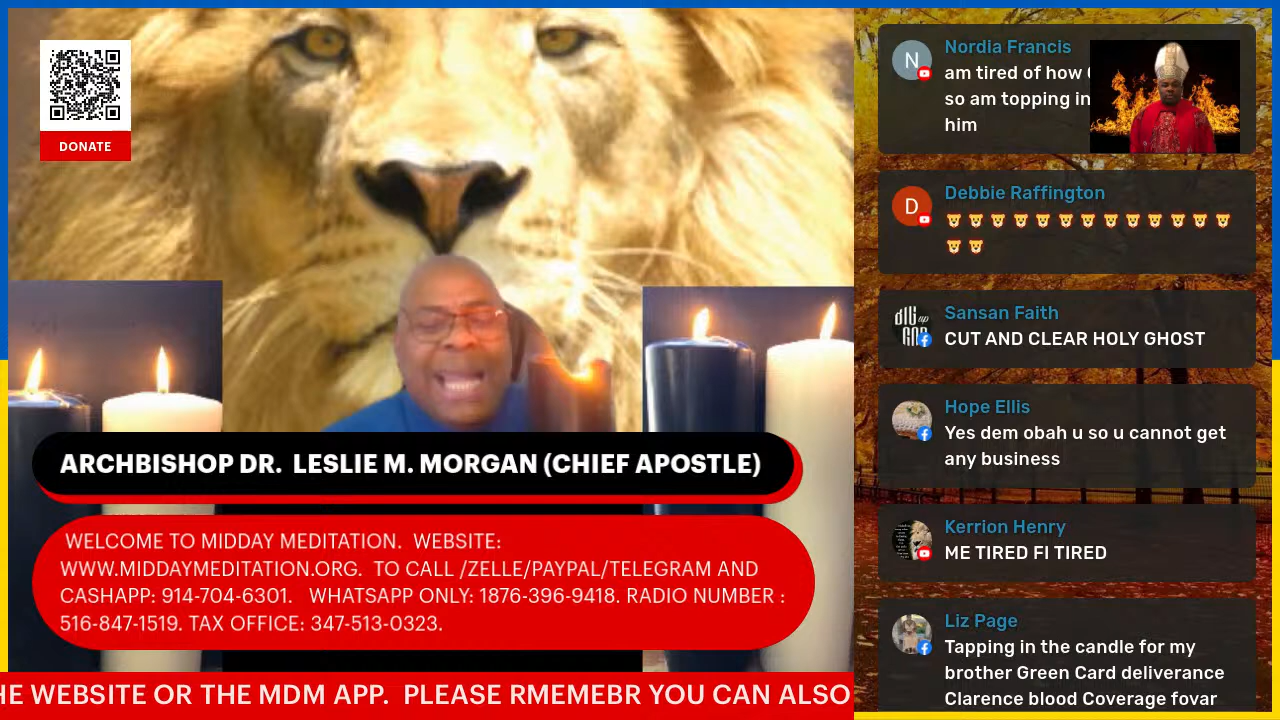 DONATE
ARCHBISHOP DR. LESLIE M. MORGAN (CHIEF APOSTLE)
WELCOME TO MIDDAY MEDITATION. WEBSITE:
WWW.MIDDAYMEDITATION.ORG. TO CALL /ZELLE/PAYPAL/TELEGRAM AND
CASHAPP: 914-704-6301. WHATSAPP ONLY: 1876-396-9418. RADIO NUMBER :
516-847-1519. TAX OFFICE: 347-513-0323.
HE WEBSITE OR THE MDM APP. PLEASE RMEMEBR YOU CAN ALSO
N
Nordia Francis
am tired of how
so am topping in
him
D
Debbie Raffington
Sansan Faith
CUT AND CLEAR HOLY GHOST
Hope Ellis
Yes dem obah u so u cannot get
any business
Kerrion Henry
ME TIRED FI TIRED
Liz Page
Tapping in the candle for my
brother Green Card deliverance
Clarence blood Coverage fovar